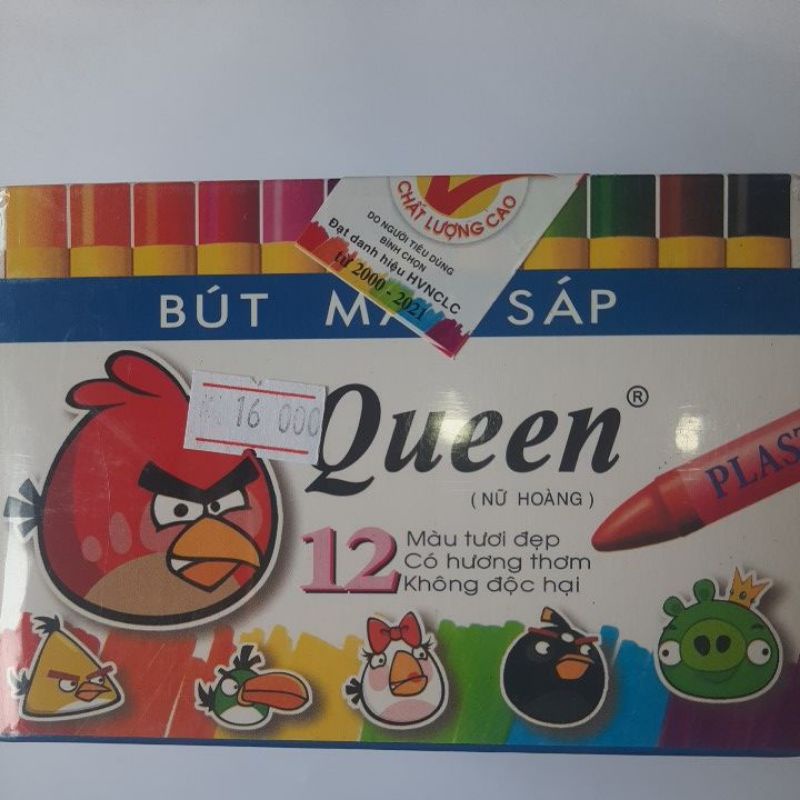 CHẤT LƯỢNG CAO
DO NGƯỜI TIÊU DÙNG
BÌNH CHỌN
Đạt danh hiệu HVNCLC
từ 2000 - 2021
BÚT MÀU SÁP
16 000
Queen®
(NỮ HOÀNG)
PLAST
12
Màu tươi đẹp
Có hương thơm
Không độc hại